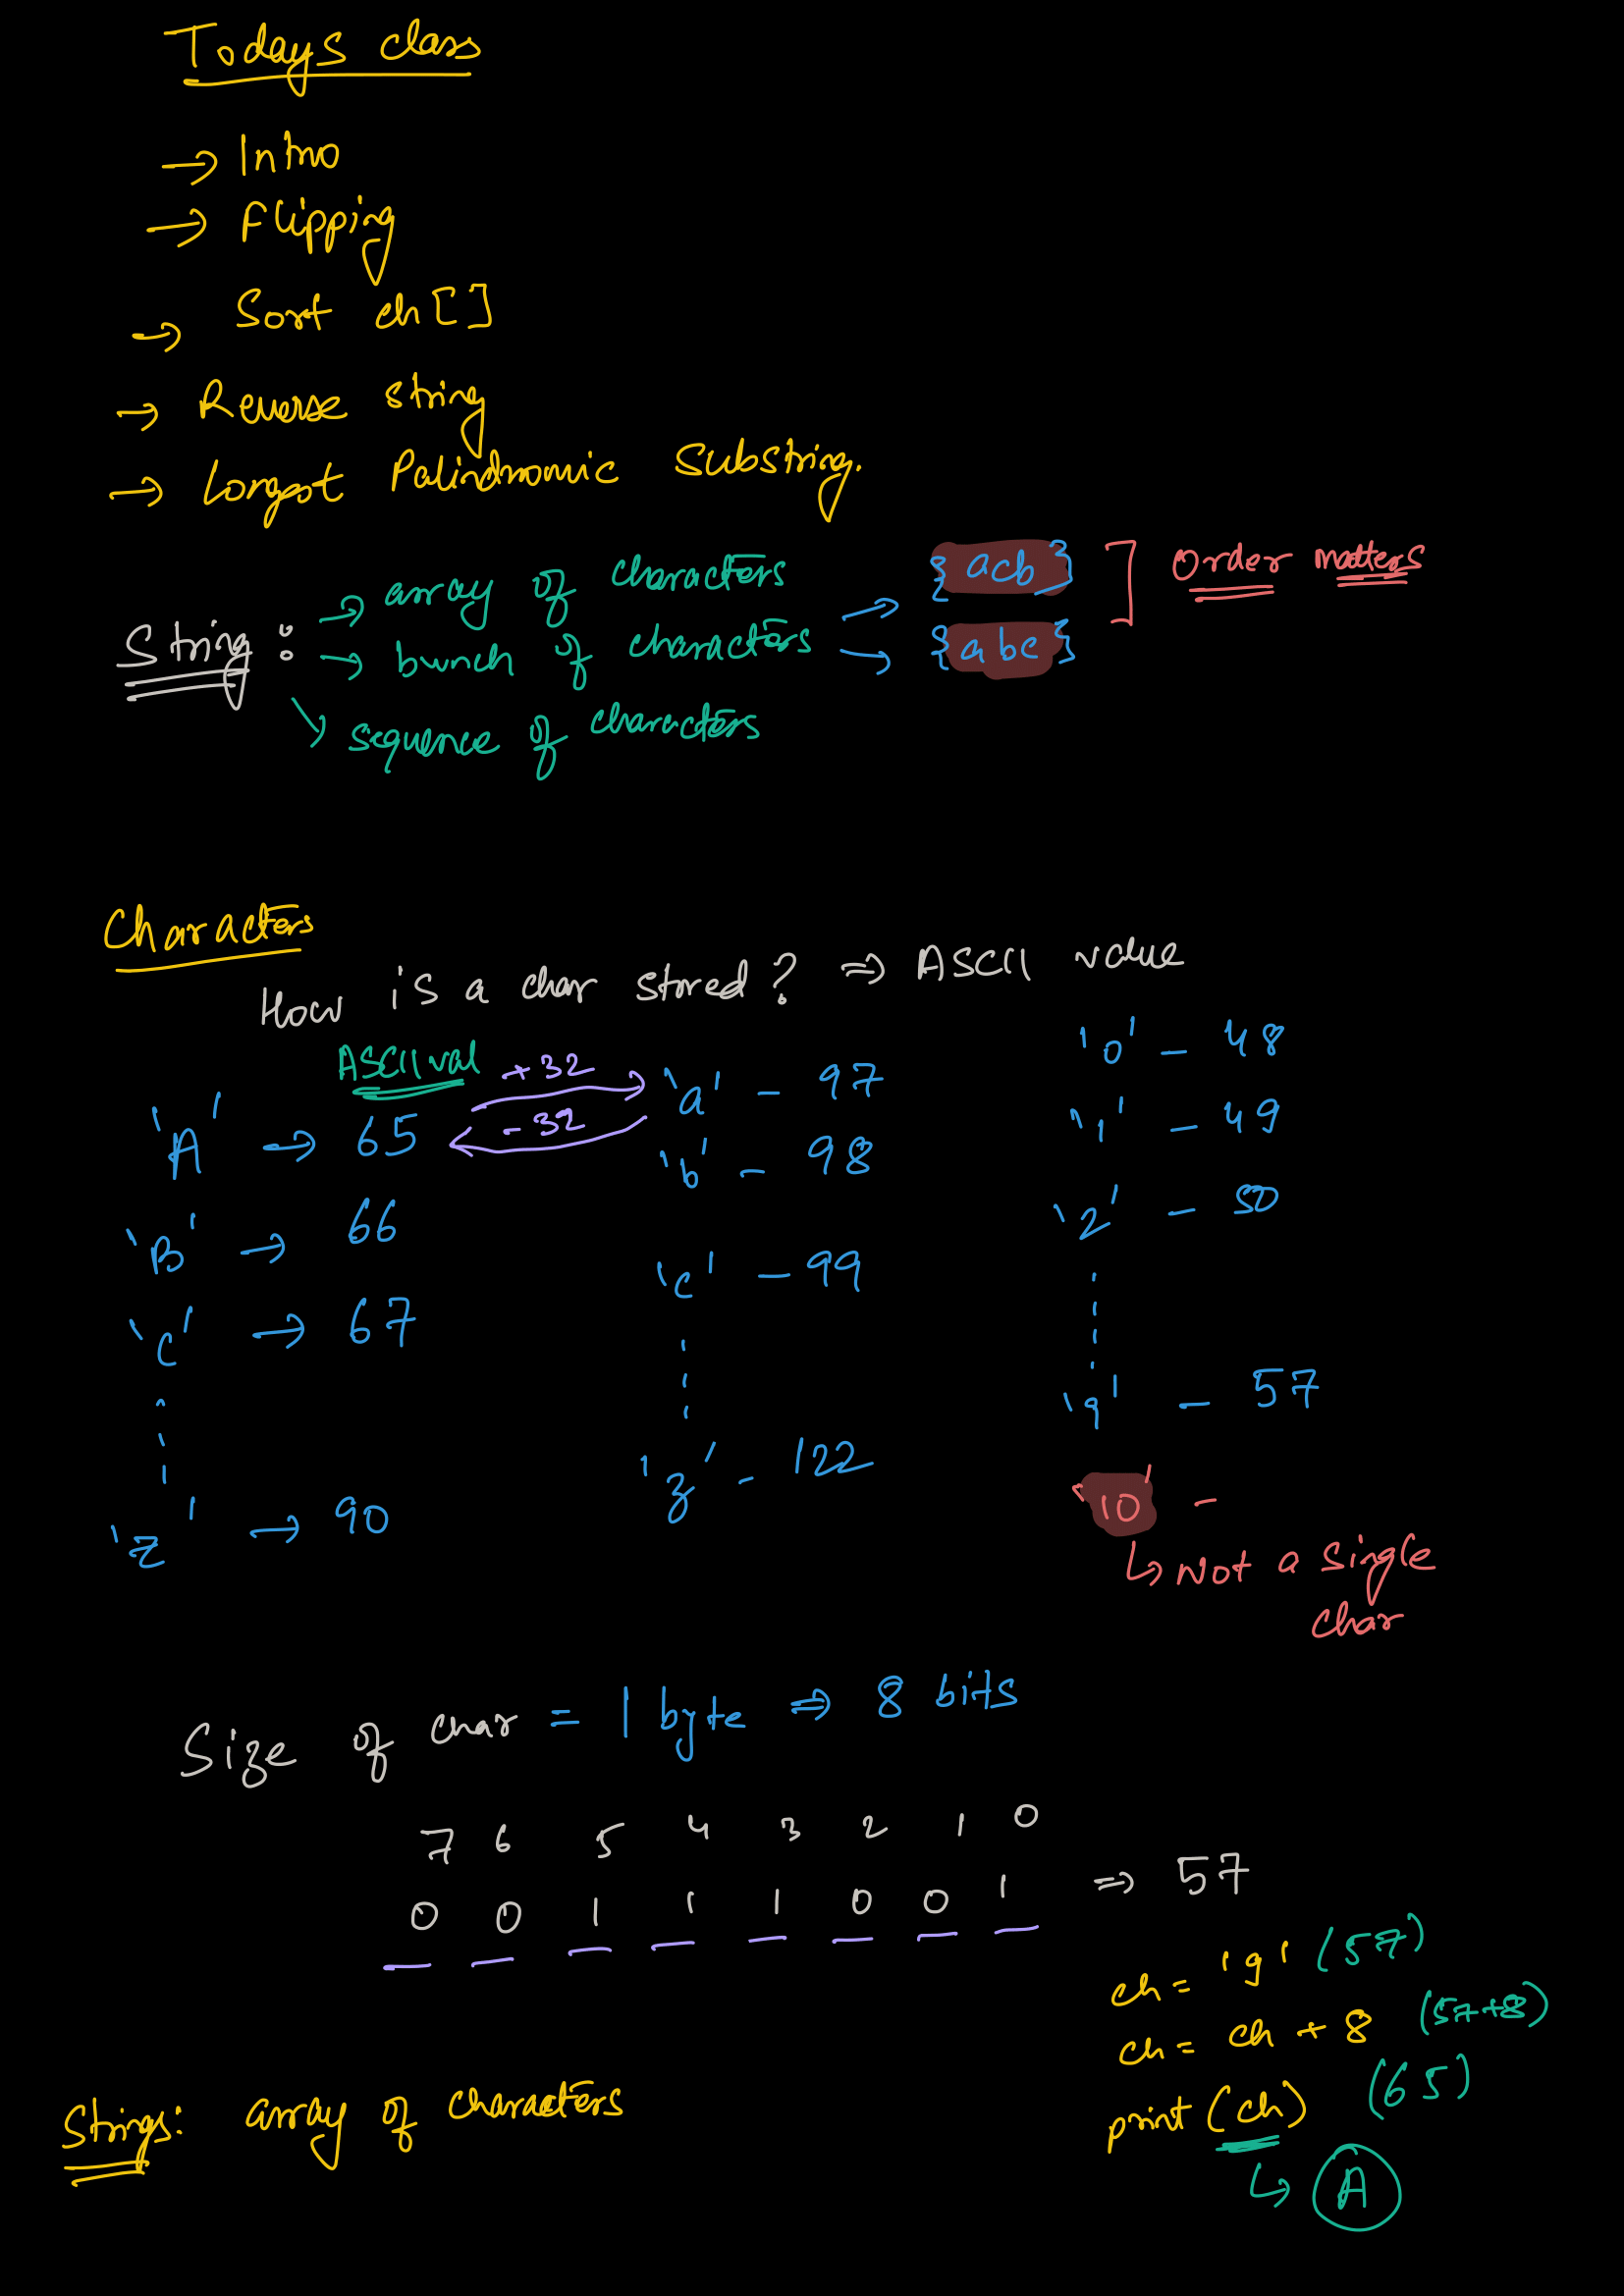 Todays class
→ Intro
→ Flipping
→ Sort ch[]
→ Reverse string
→ Longest Palindromic Substring.
String : → array of characters
→ bunch of characters → {acb}
→ {abc} ] Order matters
↘ sequence of characters
Characters
How is a char stored? ⇒ ASCII value
ASCII val
+32
-32
'A' → 65
'B' → 66
'C' → 67
'Z' → 90
'a' - 97
'b' - 98
'c' - 99
'z' - 122
'0' - 48
'1' - 49
'2' - 50
'9' - 57
'10' -
↳ Not a single
char
Size of char = 1 byte ⇒ 8 bits
7 6 5 4 3 2 1 0
0 0 1 1 1 0 0 1 ⇒ 57
ch = '9' (57)
ch = ch + 8 (57+8)
print(ch) (65)
↳ A
Strings: array of characters